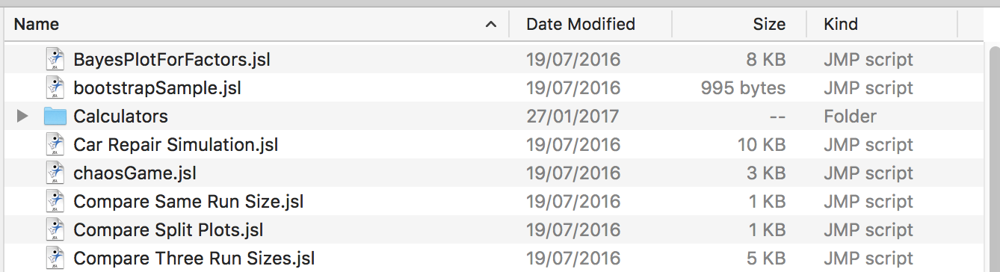 Name Date Modified Size Kind
BayesPlotForFactors.jsl 19/07/2016 8 KB JMP script
bootstrapSample.jsl 19/07/2016 995 bytes JMP script
Calculators 27/01/2017 -- Folder
Car Repair Simulation.jsl 19/07/2016 10 KB JMP script
chaosGame.jsl 19/07/2016 3 KB JMP script
Compare Same Run Size.jsl 19/07/2016 1 KB JMP script
Compare Split Plots.jsl 19/07/2016 1 KB JMP script
Compare Three Run Sizes.jsl 19/07/2016 5 KB JMP script